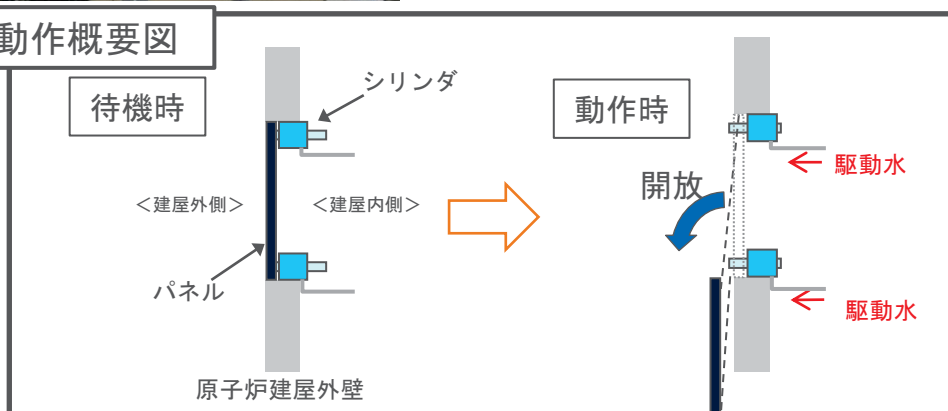 動作概要図
待機時
シリンダ
<建屋外側>
<建屋内側>
パネル
原子炉建屋外壁
動作時
開放
駆動水
駆動水